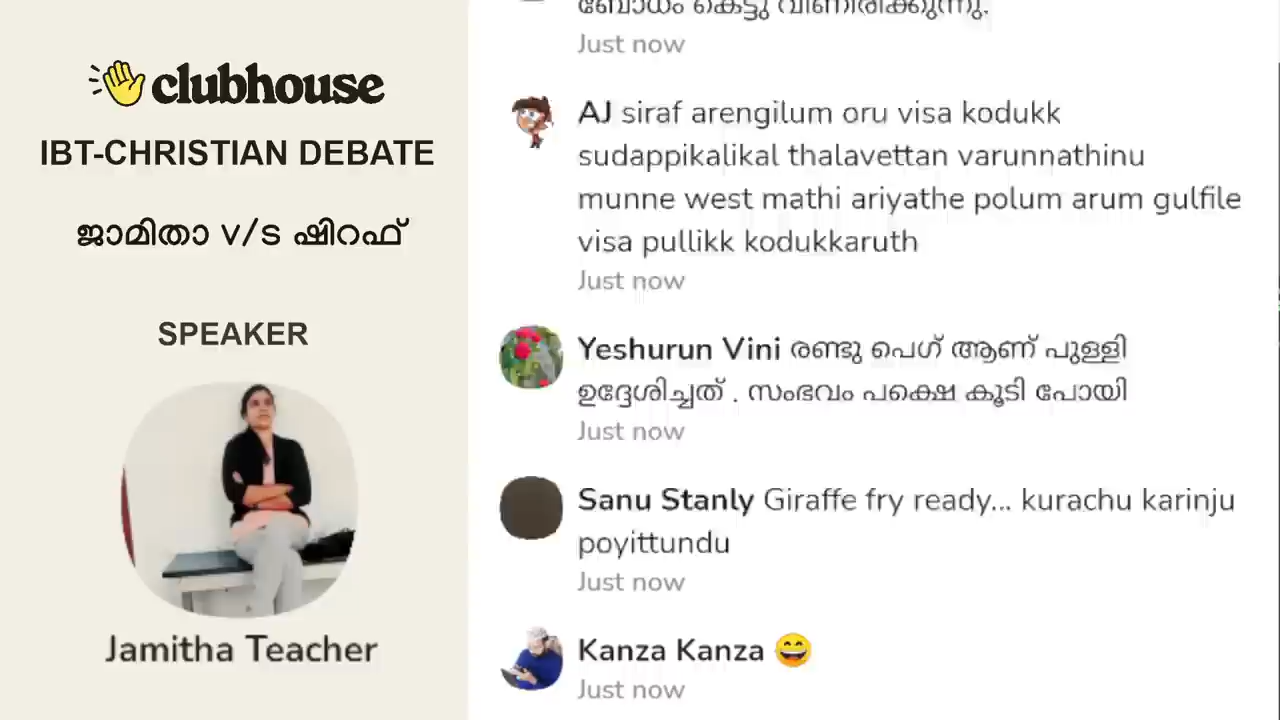 clubhouse
IBT-CHRISTIAN DEBATE
ജാമിതാ v/s ഷിറഫ്
SPEAKER
Jamitha Teacher
ബോധം കെട്ടു വീണിരിക്കുന്നു.
Just now
AJ siraf arengilum oru visa kodukk
sudappikalikal thalavettan varunnathinu
munne west mathi ariyathe polum arum gulfile
visa pullikk kodukkaruth
Just now
Yeshurun Vini രണ്ടു പെഗ് ആണ് പുള്ളി
ഉദ്ദേശിച്ചത് . സംഭവം പക്ഷെ കൂടി പോയി
Just now
Sanu Stanly Giraffe fry ready... kurachu karinju
poyittundu
Just now
Kanza Kanza 😄
Just now